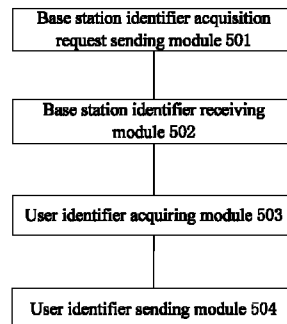 Base station identifier acquisition
request sending module 501
Base station identifier receiving
module 502
User identifier acquiring module 503
User identifier sending module 504